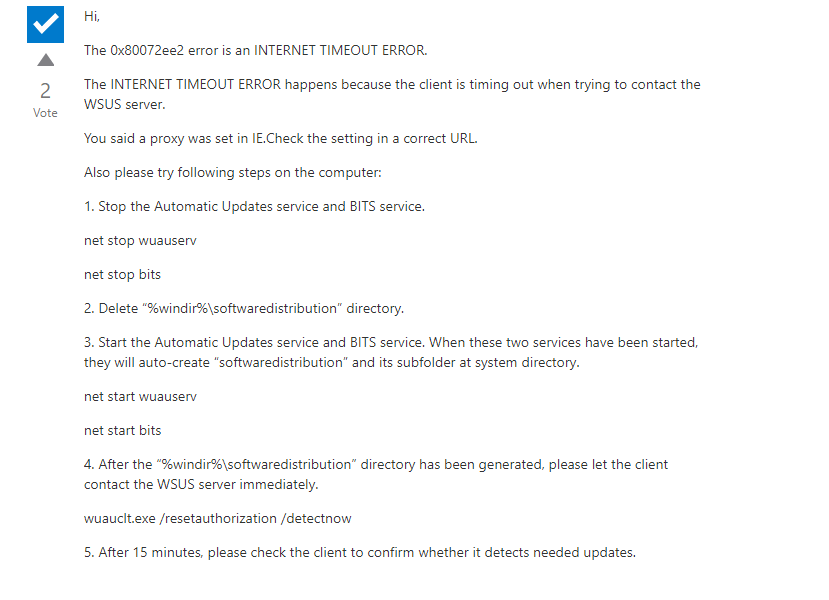 Hi,
The 0x80072ee2 error is an INTERNET TIMEOUT ERROR.
2
Vote
The INTERNET TIMEOUT ERROR happens because the client is timing out when trying to contact the
WSUS server.
You said a proxy was set in IE.Check the setting in a correct URL.
Also please try following steps on the computer:
1. Stop the Automatic Updates service and BITS service.
net stop wuauserv
net stop bits
2. Delete “%windir%\softwaredistribution” directory.
3. Start the Automatic Updates service and BITS service. When these two services have been started,
they will auto-create “softwaredistribution” and its subfolder at system directory.
net start wuauserv
net start bits
4. After the “%windir%\softwaredistribution” directory has been generated, please let the client
contact the WSUS server immediately.
wuauclt.exe /resetauthorization /detectnow
5. After 15 minutes, please check the client to confirm whether it detects needed updates.